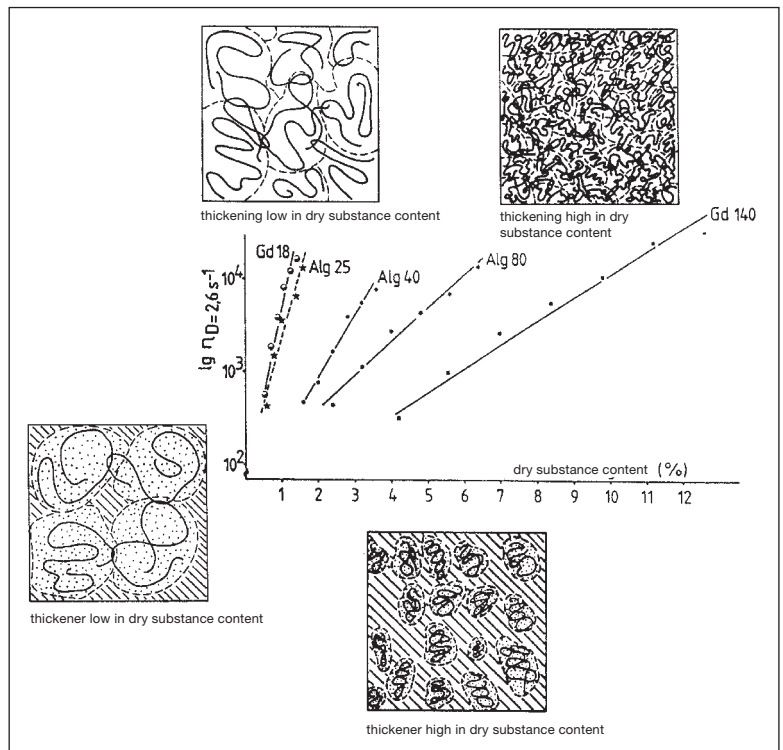 thickening low in dry substance content
thickening high in dry
substance content
Gd 140
Gd 18
Alg 25
Alg 40
Alg 80
lg ηD=2,6 s-1
10⁴
10³
10²
dry substance content (%)
1 2 3 4 5 6 7 8 9 10 11 12
thickener low in dry substance content
thickener high in dry substance content